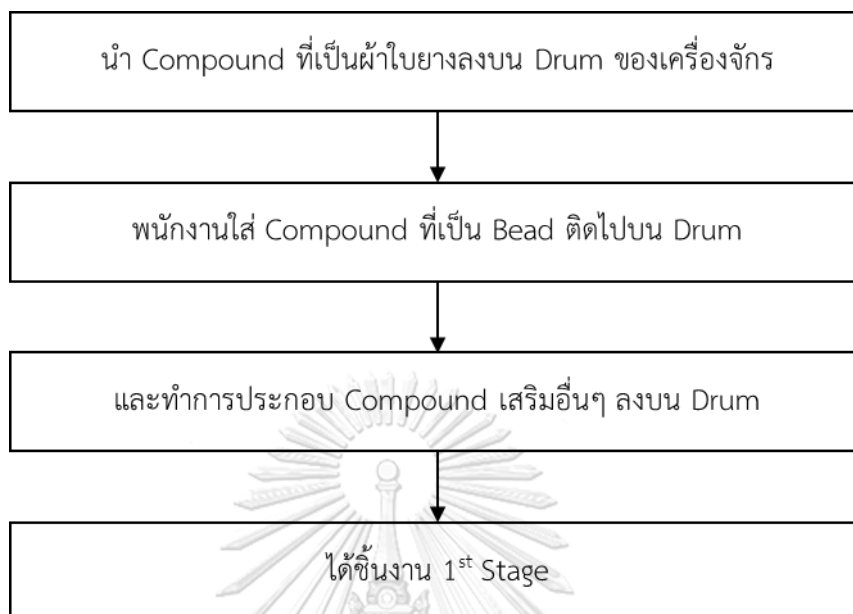 นำ Compound ที่เป็นผ้าใบยางลงบน Drum ของเครื่องจักร
พนักงานใส่ Compound ที่เป็น Bead ติดไปบน Drum
และทำการประกอบ Compound เสริมอื่นๆ ลงบน Drum
ได้ชิ้นงาน 1st Stage